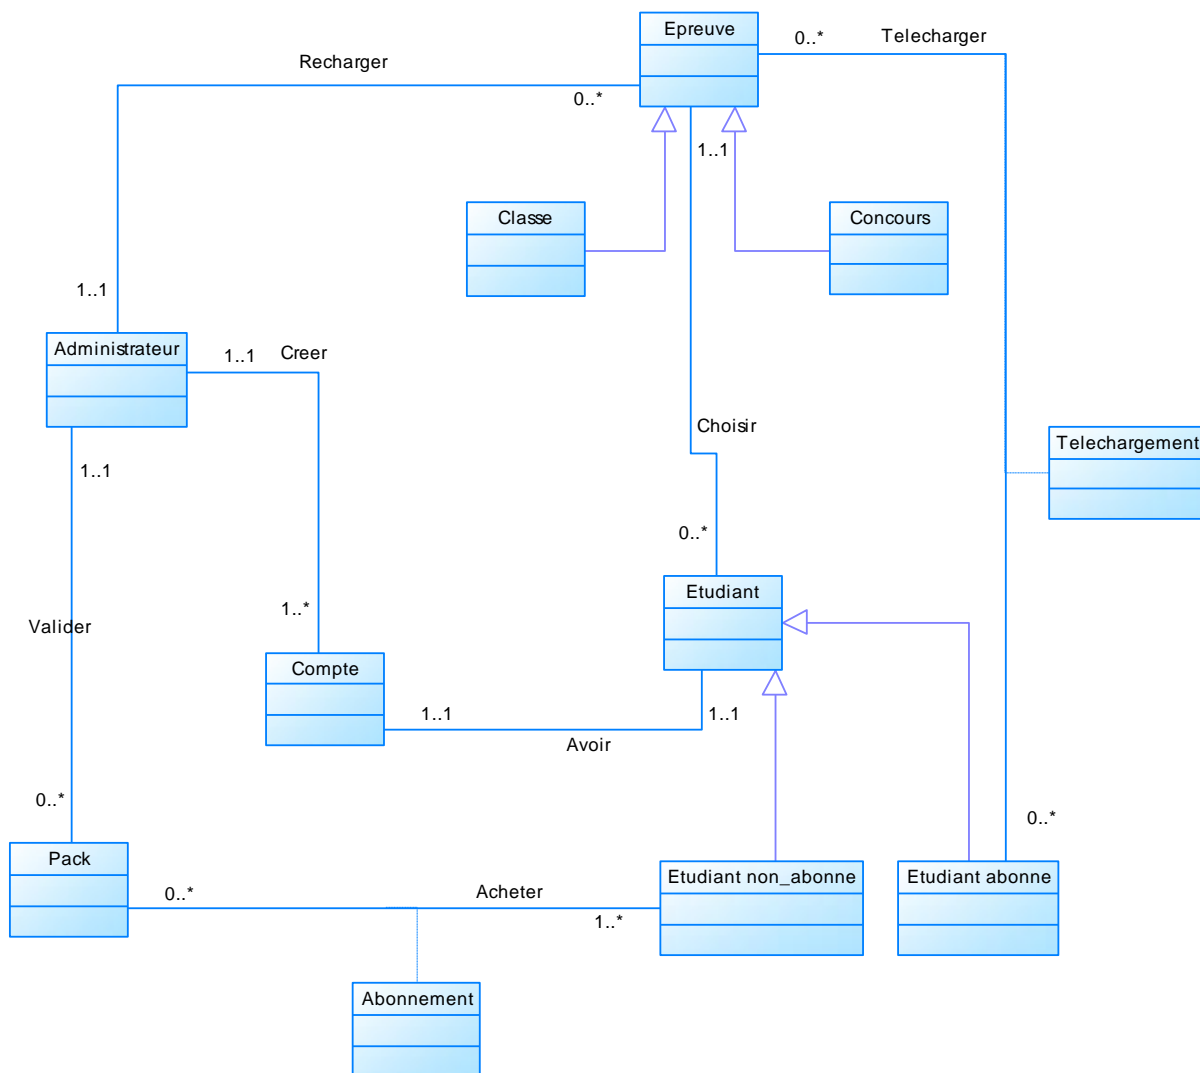 Epreuve
0..*
Telecharger
Recharger
0..*
1..1
Classe
Concours
1..1
Administrateur
1..1
Creer
Choisir
Telechargement
1..1
0..*
Etudiant
1..*
Valider
Compte
1..1
1..1
Avoir
0..*
0..*
Pack
Etudiant non_abonne
Etudiant abonne
0..*
Acheter
1..*
Abonnement